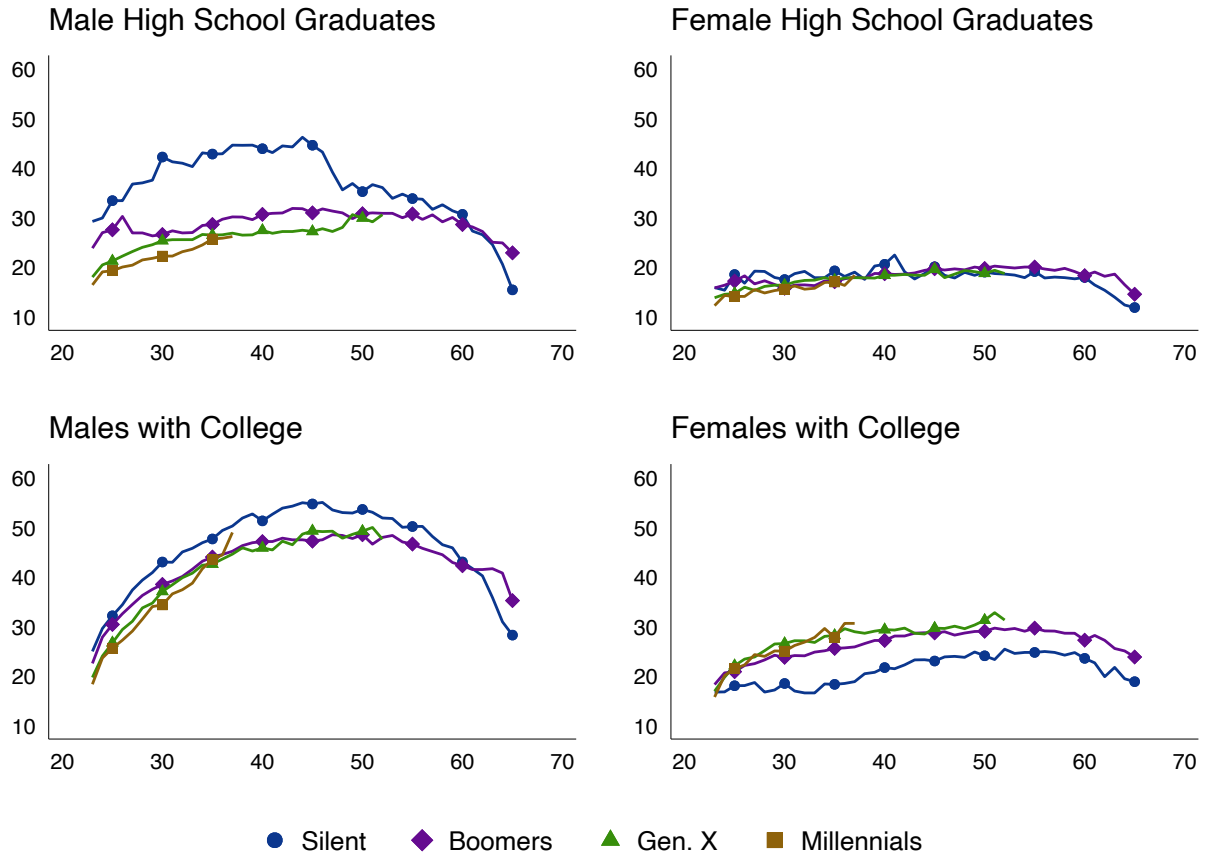 Male High School Graduates
60
50
40
30
20
10
20 30 40 50 60 70
Female High School Graduates
60
50
40
30
20
10
20 30 40 50 60 70
Males with College
60
50
40
30
20
10
20 30 40 50 60 70
Females with College
60
50
40
30
20
10
20 30 40 50 60 70
Silent Boomers Gen. X Millennials